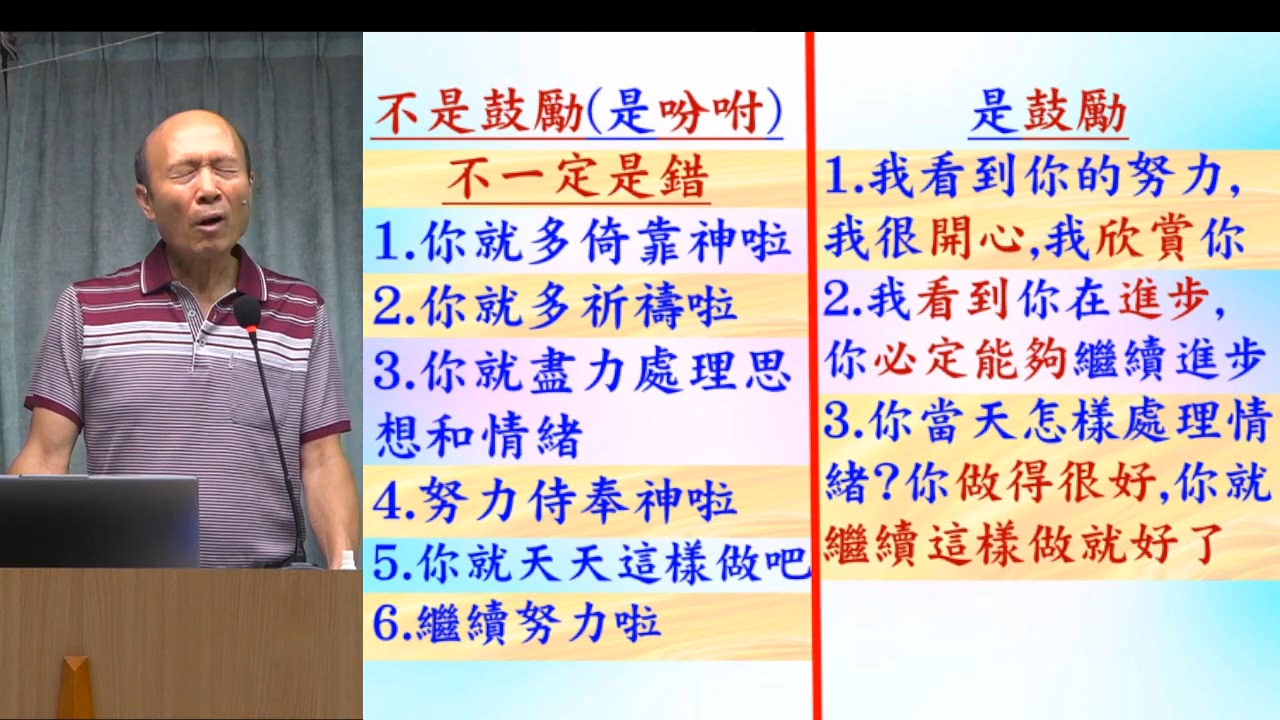 不是鼓勵(是吩咐)
不一定是錯
1.你就多倚靠神啦
2.你就多祈禱啦
3.你就盡力處理思
想和情緒
4.努力侍奉神啦
5.你就天天這樣做吧
6.繼續努力啦
是鼓勵
1.我看到你的努力,
我很開心,我欣賞你
2.我看到你在進步,
你必定能夠繼續進步
3.你當天怎樣處理情
緒?你做得很好,你就
繼續這樣做就好了